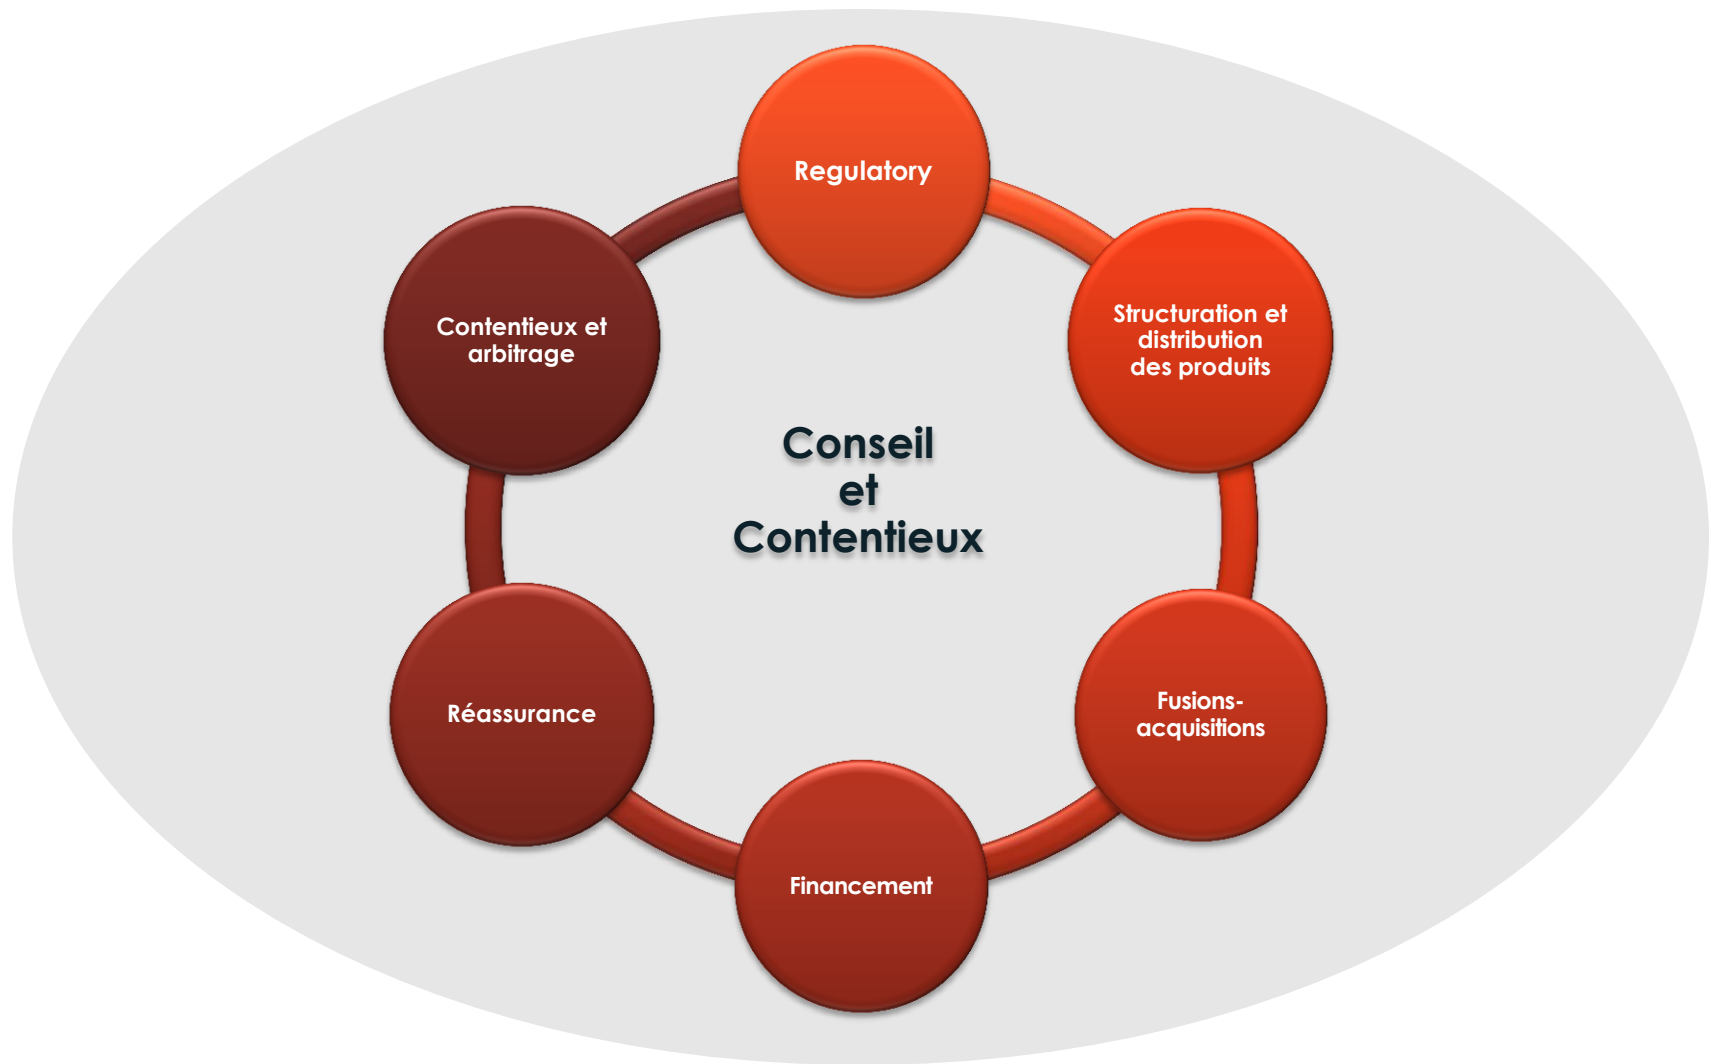 Regulatory
Structuration et
distribution
des produits
Fusions-
acquisitions
Financement
Réassurance
Contentieux et
arbitrage
Conseil
et
Contentieux